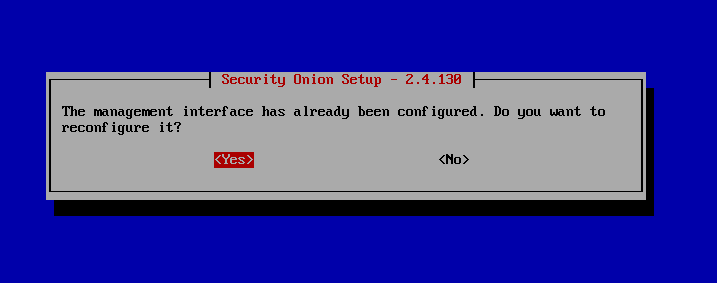 Security Onion Setup - 2.4.130
The management interface has already been configured. Do you want to
reconfigure it?
<Yes> <No>